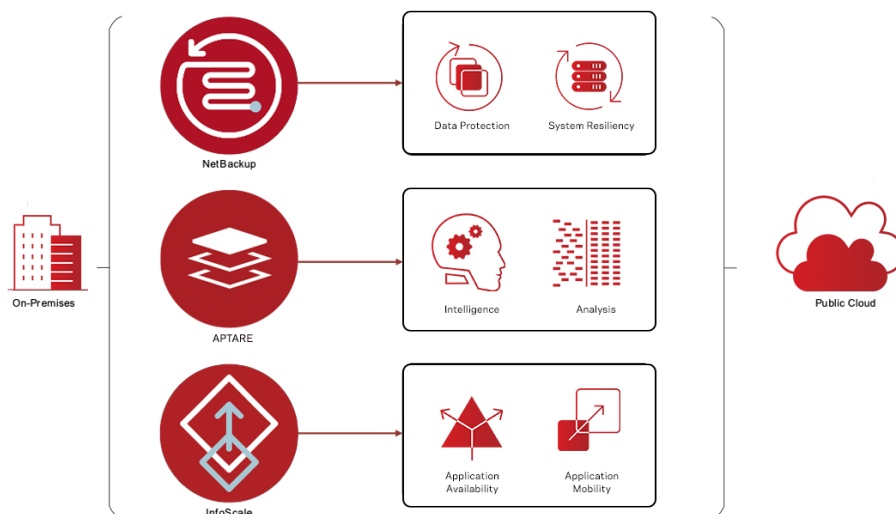 Data Protection
System Resiliency
NetBackup
On-Premises
Intelligence
Analysis
Public Cloud
APTARE
Application
Availability
Application
Mobility
InfoScale